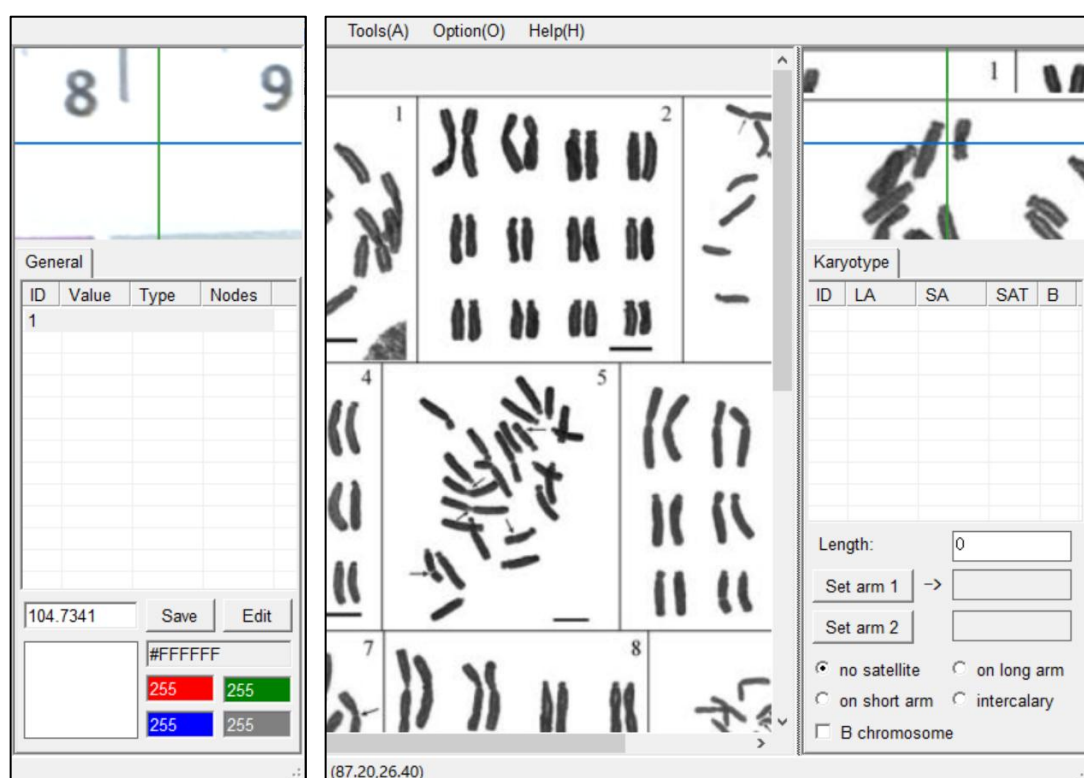 8 9
General
ID Value Type Nodes
1
104.7341 Save Edit
#FFFFFF
255 255
255 255
Tools(A) Option(O) Help(H)
1 2
4 5
7 8
(87.20,26.40)
1
Karyotype
ID LA SA SAT B
Length: 0
Set arm 1 ->
Set arm 2
no satellite on long arm
on short arm intercalary
B chromosome